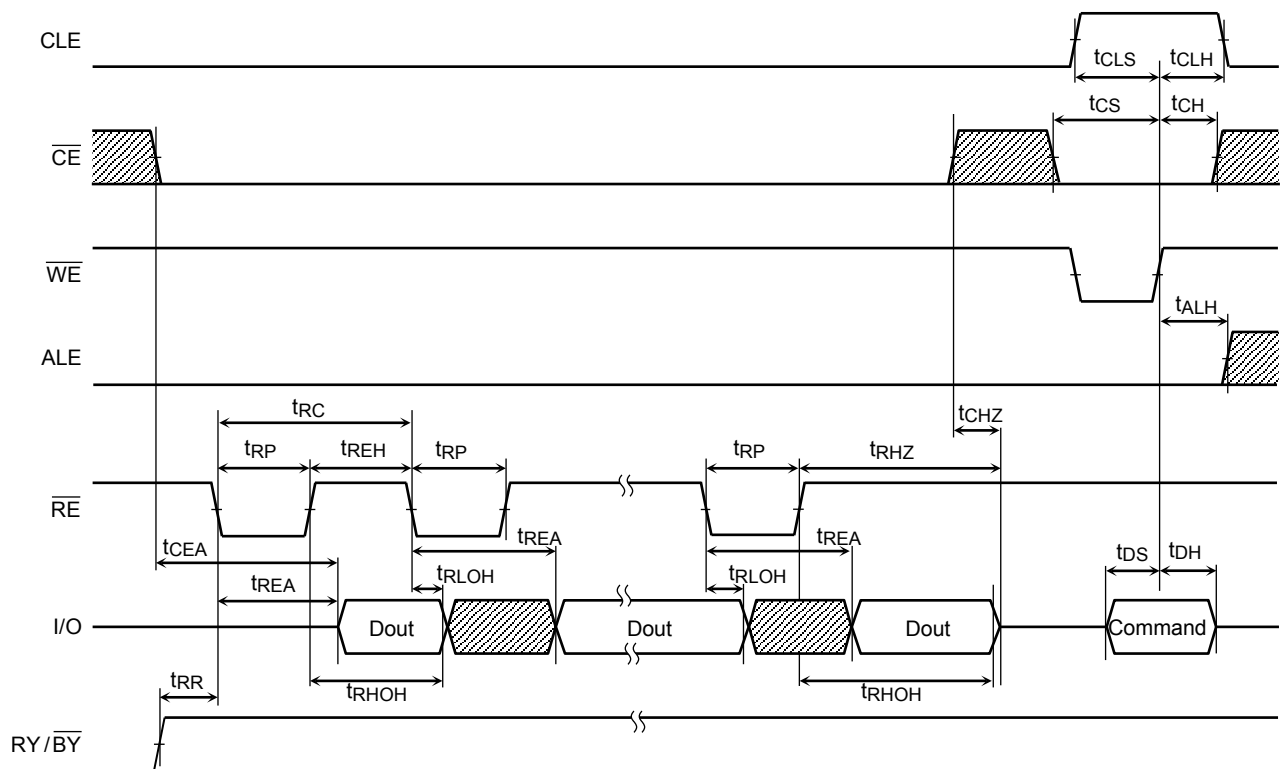 CLE
tCLS tCLH
tCS tCH
CE
WE
tALH
ALE
tRC
tCHZ
tRP tREH tRP tRP tRHZ
RE
tCEA
tREA tREA
tDS tDH
tREA
tRLOH tRLOH
I/O
Dout Dout Dout Command
tRR
tRHOH tRHOH
RY/BY